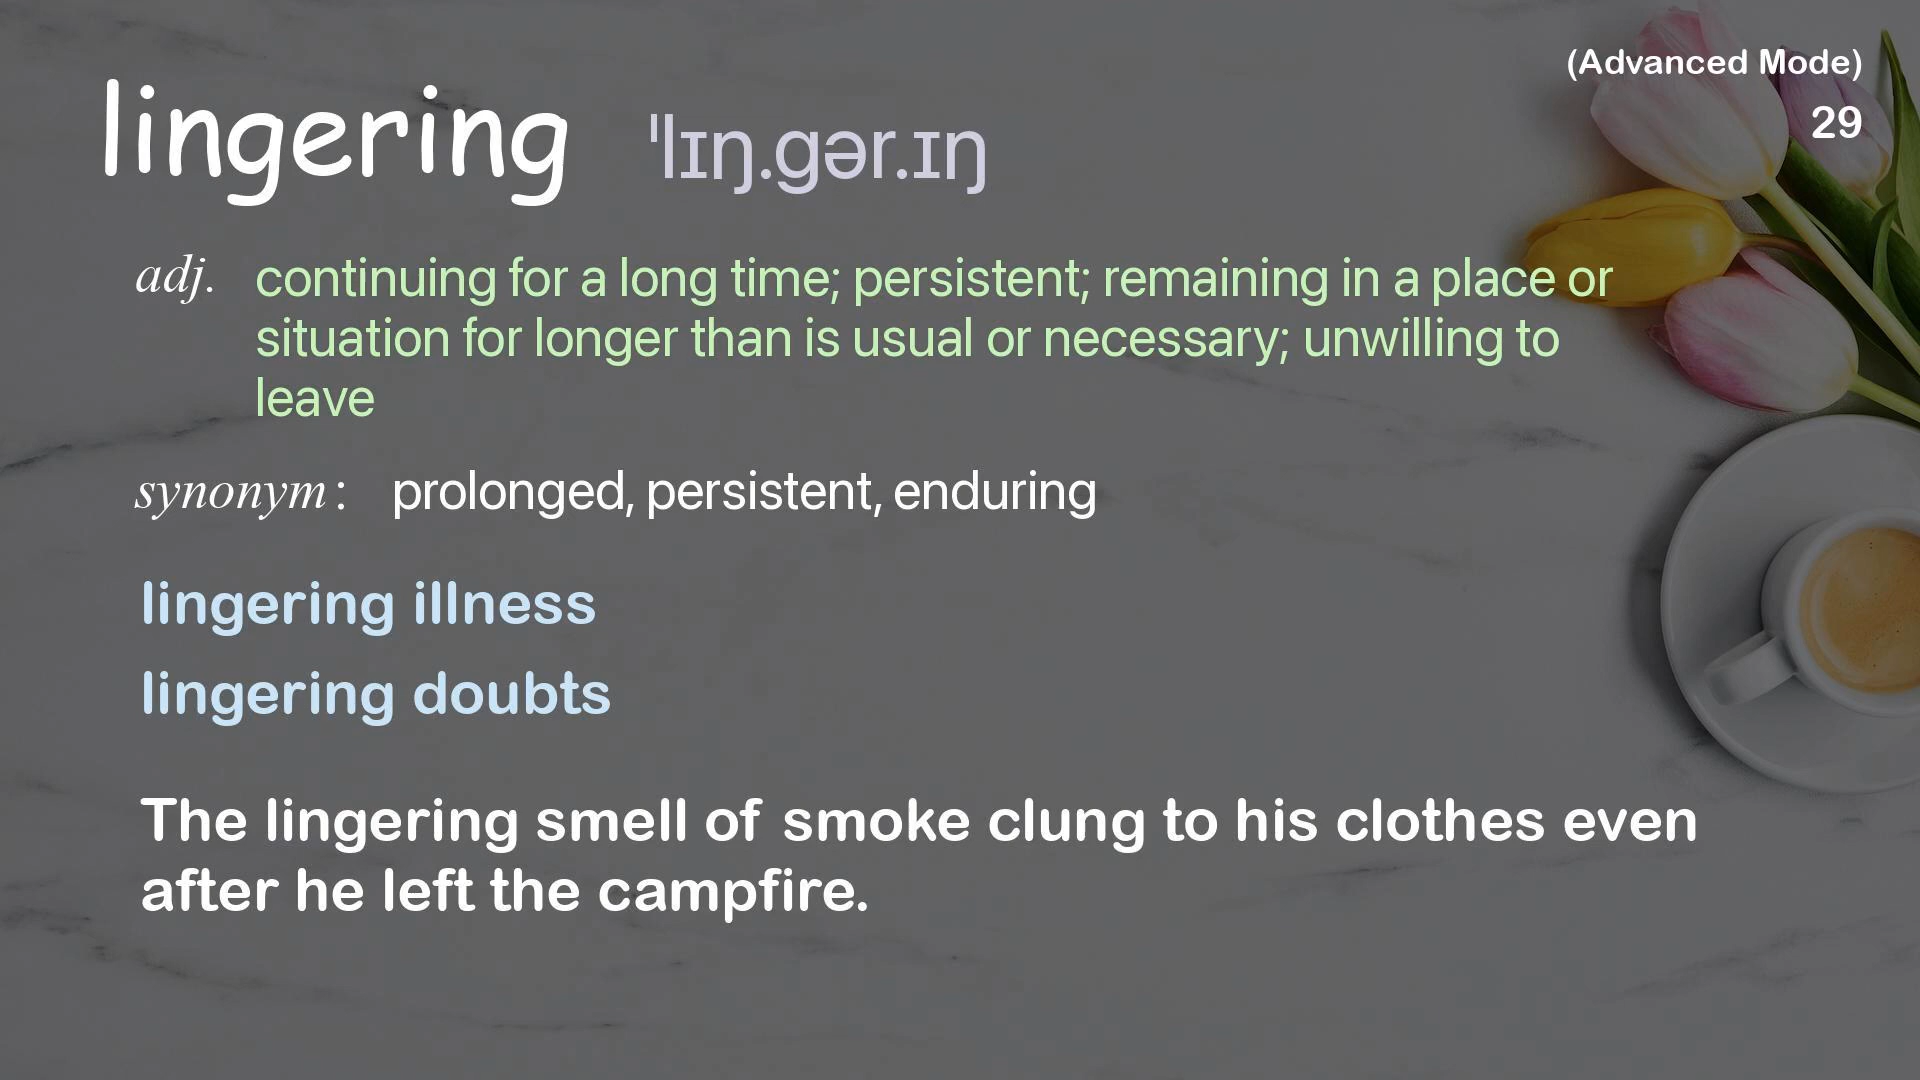 (Advanced Mode)
29
lingering ˈlɪŋ.gər.ɪŋ
adj. continuing for a long time; persistent; remaining in a place or
situation for longer than is usual or necessary; unwilling to
leave
synonym : prolonged, persistent, enduring
lingering illness
lingering doubts
The lingering smell of smoke clung to his clothes even
after he left the campfire.